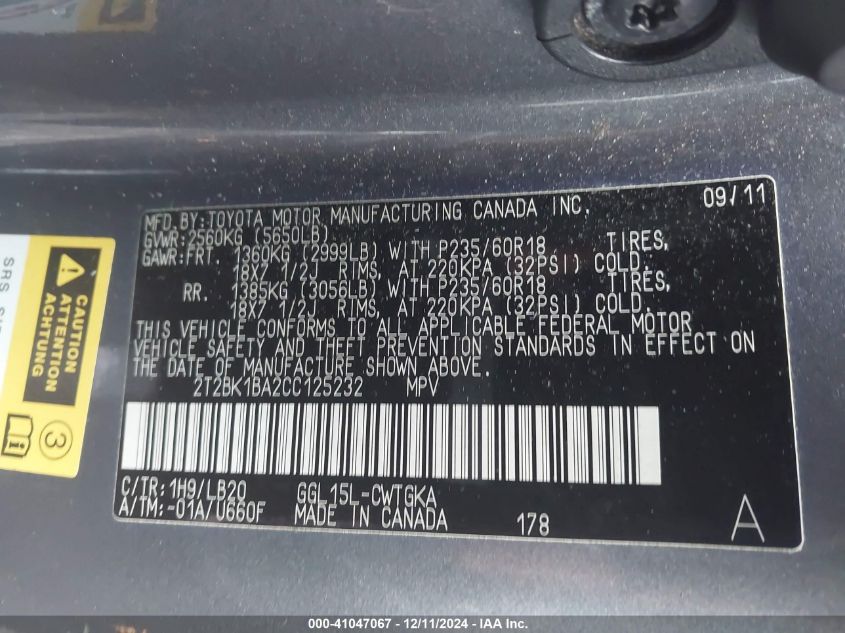 MFD.BY:TOYOTA MOTOR MANUFACTURING CANADA INC. 09/11
GVWR:2560KG (5650LB)
GAWR:FRT. 1360KG (2999LB) WITH P235/60R18 TIRES,
18X7 1/2J RIMS, AT 220KPA (32PSI) COLD.
RR. 1385KG (3056LB) WITH P235/60R18 TIRES,
18X7 1/2J RIMS, AT 220KPA (32PSI) COLD.
THIS VEHICLE CONFORMS TO ALL APPLICABLE FEDERAL MOTOR
VEHICLE SAFETY AND THEFT PREVENTION STANDARDS IN EFFECT ON
THE DATE OF MANUFACTURE SHOWN ABOVE.
2T2BK1BA2CC125232 MPV
C/TR:1H9/LB20 GGL15L-CWTGKA
A/TM:-01A/U660F MADE IN CANADA 178 A
SRS
CAUTION
ATTENTION
ACHTUNG
3
000-41047067 - 12/11/2024 - IAA Inc.